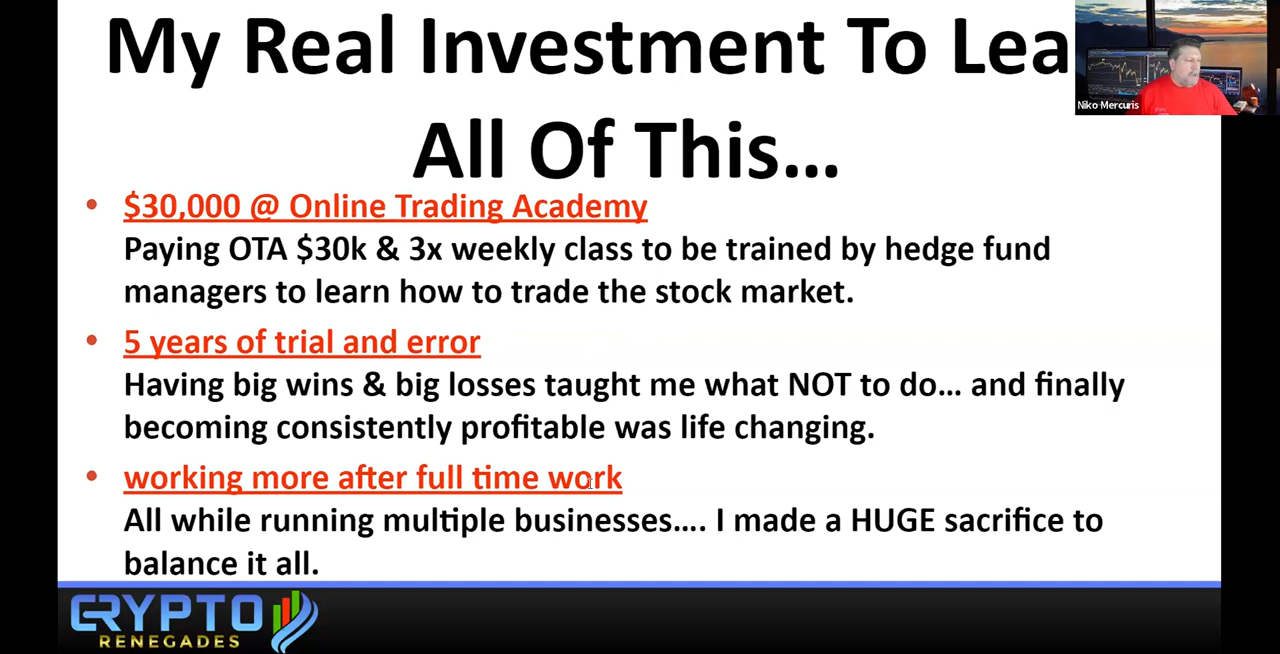 My Real Investment To Lea
All Of This...
Niko Mercuris
• $30,000 @ Online Trading Academy
Paying OTA $30k & 3x weekly class to be trained by hedge fund
managers to learn how to trade the stock market.
• 5 years of trial and error
Having big wins & big losses taught me what NOT to do... and finally
becoming consistently profitable was life changing.
• working more after full time work
All while running multiple businesses.... I made a HUGE sacrifice to
balance it all.
CRYPTO
RENEGADES